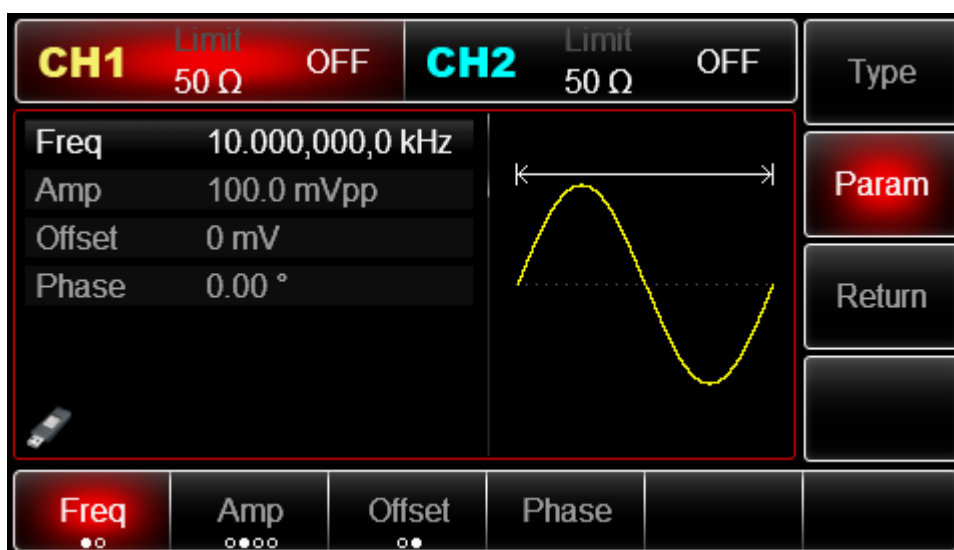 CH1 Limit 50 Ω OFF CH2 Limit 50 Ω OFF
Type
Freq 10.000,000,0 kHz
Amp 100.0 mVpp
Offset 0 mV
Phase 0.00 °
Param
Return
Freq Amp Offset Phase